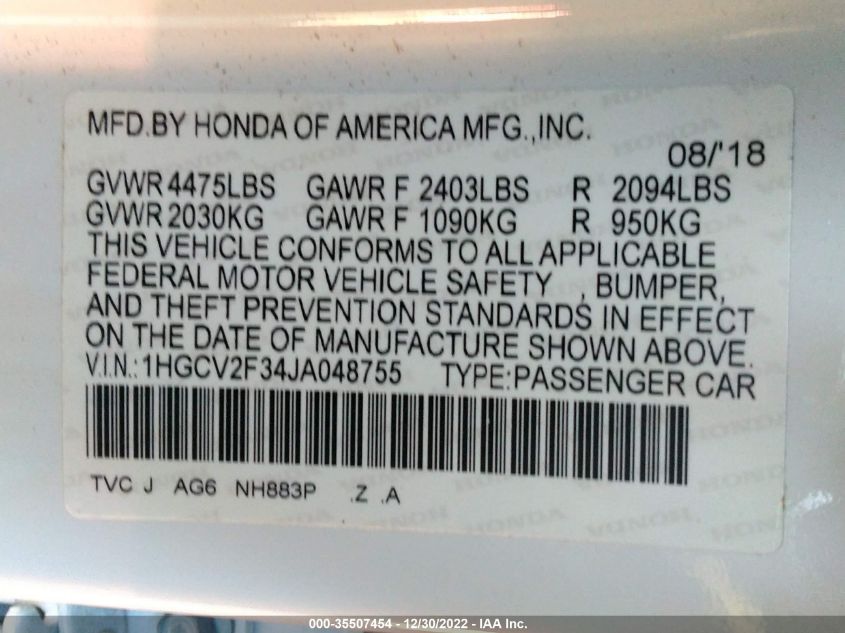 MFD.BY HONDA OF AMERICA MFG.,INC.
08/'18
GVWR 4475LBS GAWR F 2403LBS R 2094LBS
GVWR 2030KG GAWR F 1090KG R 950KG
THIS VEHICLE CONFORMS TO ALL APPLICABLE
FEDERAL MOTOR VEHICLE SAFETY , BUMPER,
AND THEFT PREVENTION STANDARDS IN EFFECT
ON THE DATE OF MANUFACTURE SHOWN ABOVE.
V.I.N.:1HGCV2F34JA048755 TYPE:PASSENGER CAR
TVC J AG6 NH883P .Z .A
000-35507454 - 12/30/2022 - IAA Inc.